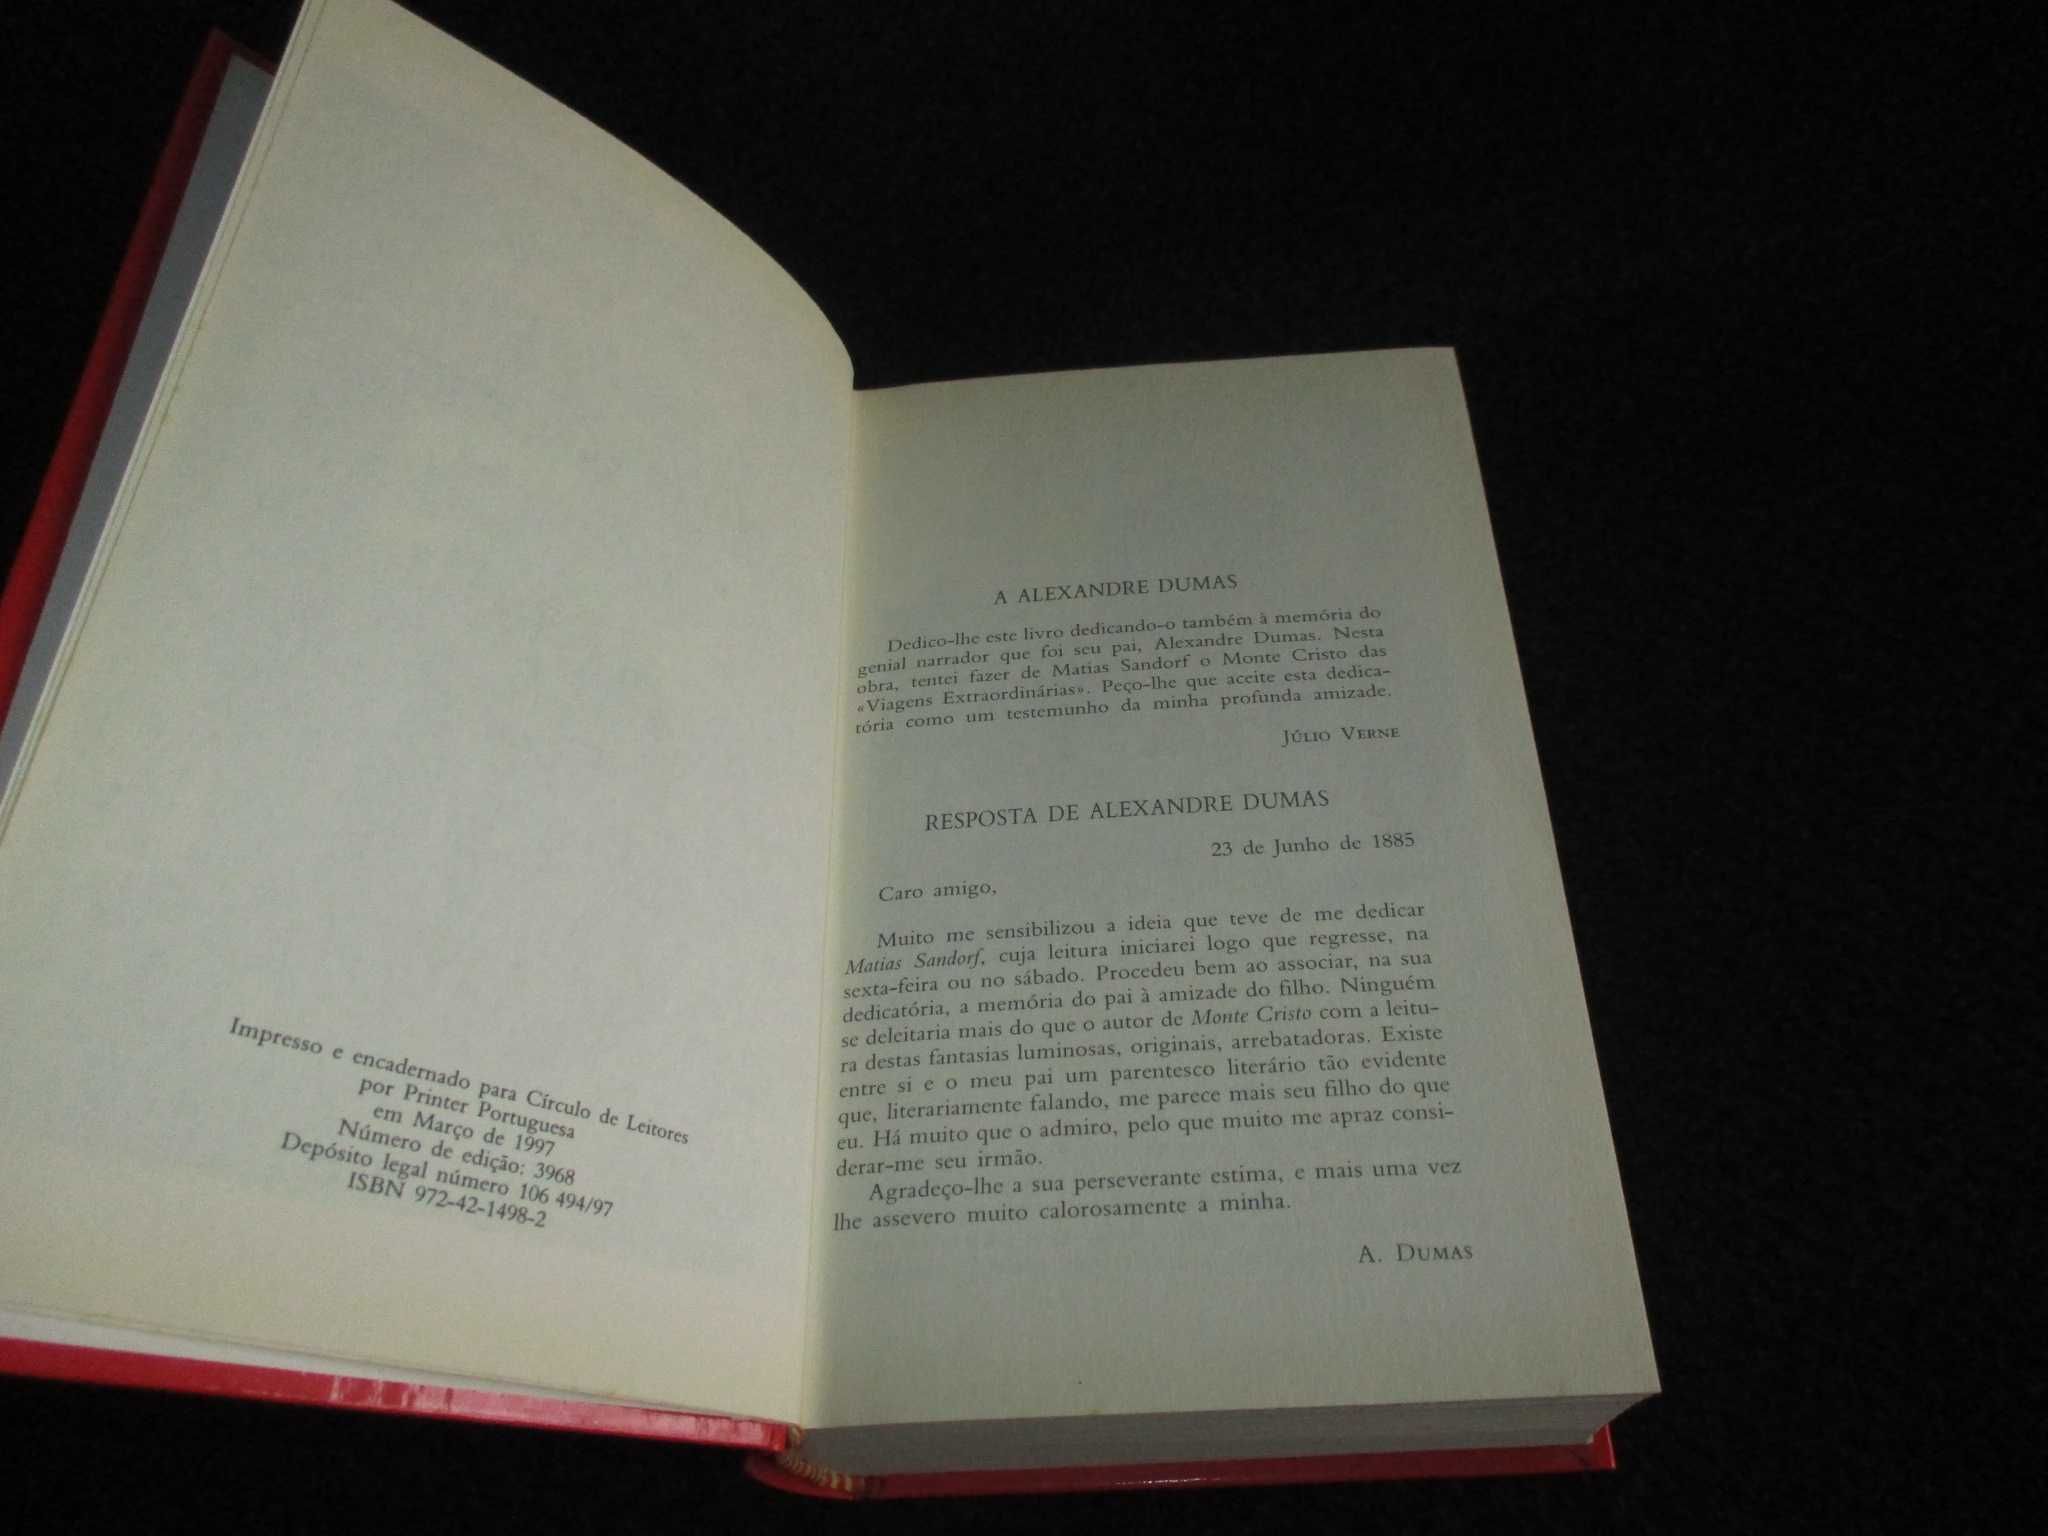 Impresso e encadernado para Círculo de Leitores
por Printer Portuguesa
em Março de 1997
Número de edição: 3968
Depósito legal número 106 494/97
ISBN 972-42-1498-2
A ALEXANDRE DUMAS
Dedico-lhe este livro dedicando-o também à memória do
genial narrador que foi seu pai, Alexandre Dumas. Nesta
obra, tentei fazer de Matias Sandorf o Monte Cristo das
«Viagens Extraordinárias». Peço-lhe que aceite esta dedica-
tória como um testemunho da minha profunda amizade.
JÚLIO VERNE
RESPOSTA DE ALEXANDRE DUMAS
23 de Junho de 1885
Caro amigo,
Muito me sensibilizou a ideia que teve de me dedicar
Matias Sandorf, cuja leitura iniciarei logo que regresse, na
sexta-feira ou no sábado. Procedeu bem ao associar, na sua
dedicatória, a memória do pai à amizade do filho. Ninguém
se deleitaria mais do que o autor de Monte Cristo com a leitu-
ra destas fantasias luminosas, originais, arrebatadoras. Existe
entre si e o meu pai um parentesco literário tão evidente
que, literariamente falando, me parece mais seu filho do que
eu. Há muito que o admiro, pelo que muito me apraz consi-
derar-me seu irmão.
Agradeço-lhe a sua perseverante estima, e mais uma vez
lhe assevero muito calorosamente a minha.
A. DUMAS